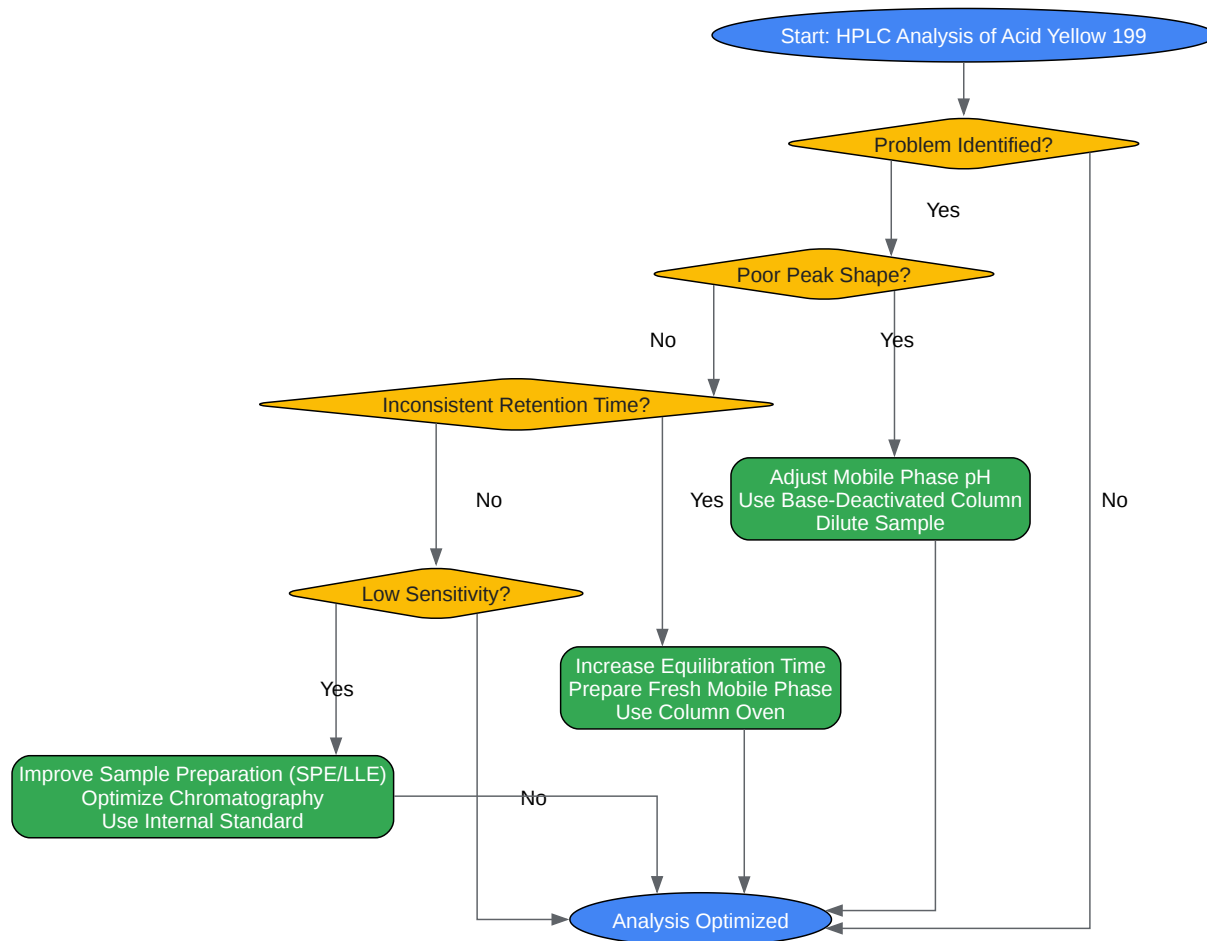 Start: HPLC Analysis of Acid Yellow 199
Problem Identified?
Yes
Poor Peak Shape?
No
Yes
Inconsistent Retention Time?
Adjust Mobile Phase pH
Use Base-Deactivated Column
Dilute Sample
No
Yes
No
Low Sensitivity?
Increase Equilibration Time
Prepare Fresh Mobile Phase
Use Column Oven
Yes
Improve Sample Preparation (SPE/LLE)
Optimize Chromatography
Use Internal Standard
No
Analysis Optimized